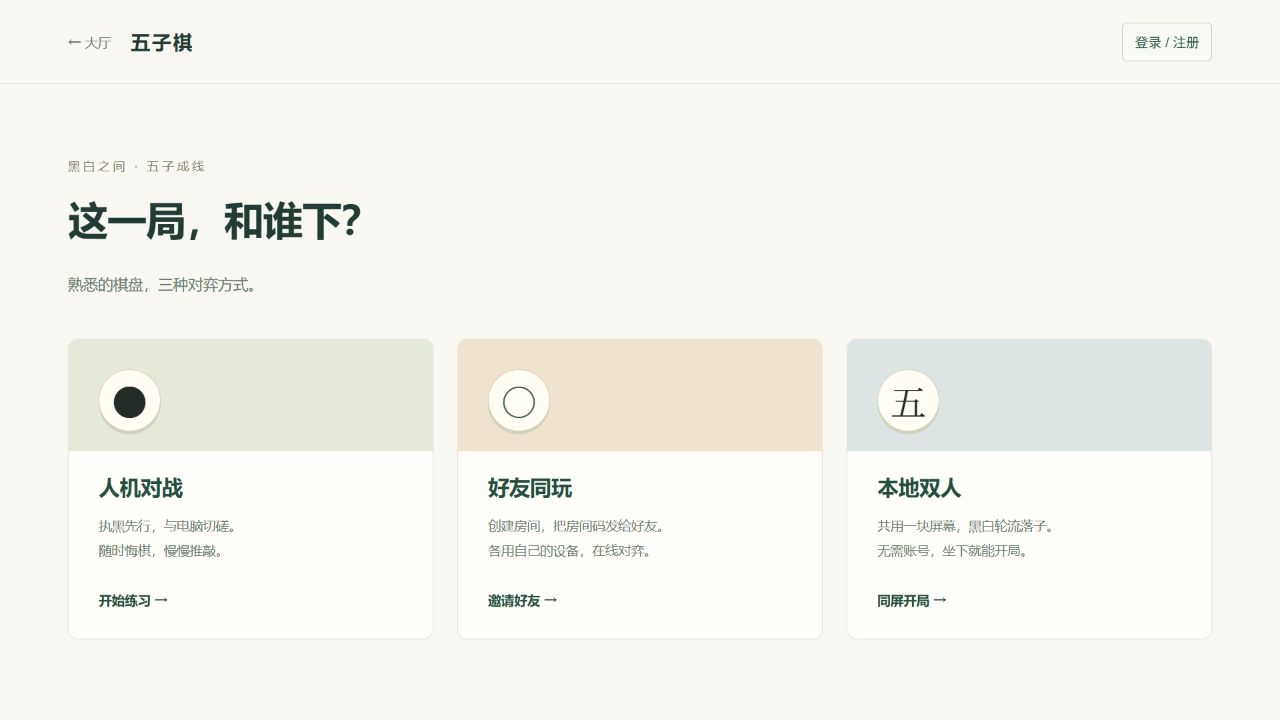 ← 大厅 五子棋 登录 / 注册
黑白之间 · 五子成线
这一局，和谁下？
熟悉的棋盘，三种对弈方式。
五
人机对战
执黑先行，与电脑切磋。
随时悔棋，慢慢推敲。
开始练习 →
好友同玩
创建房间，把房间码发给好友。
各用自己的设备，在线对弈。
邀请好友 →
本地双人
共用一块屏幕，黑白轮流落子。
无需账号，坐下就能开局。
同屏开局 →